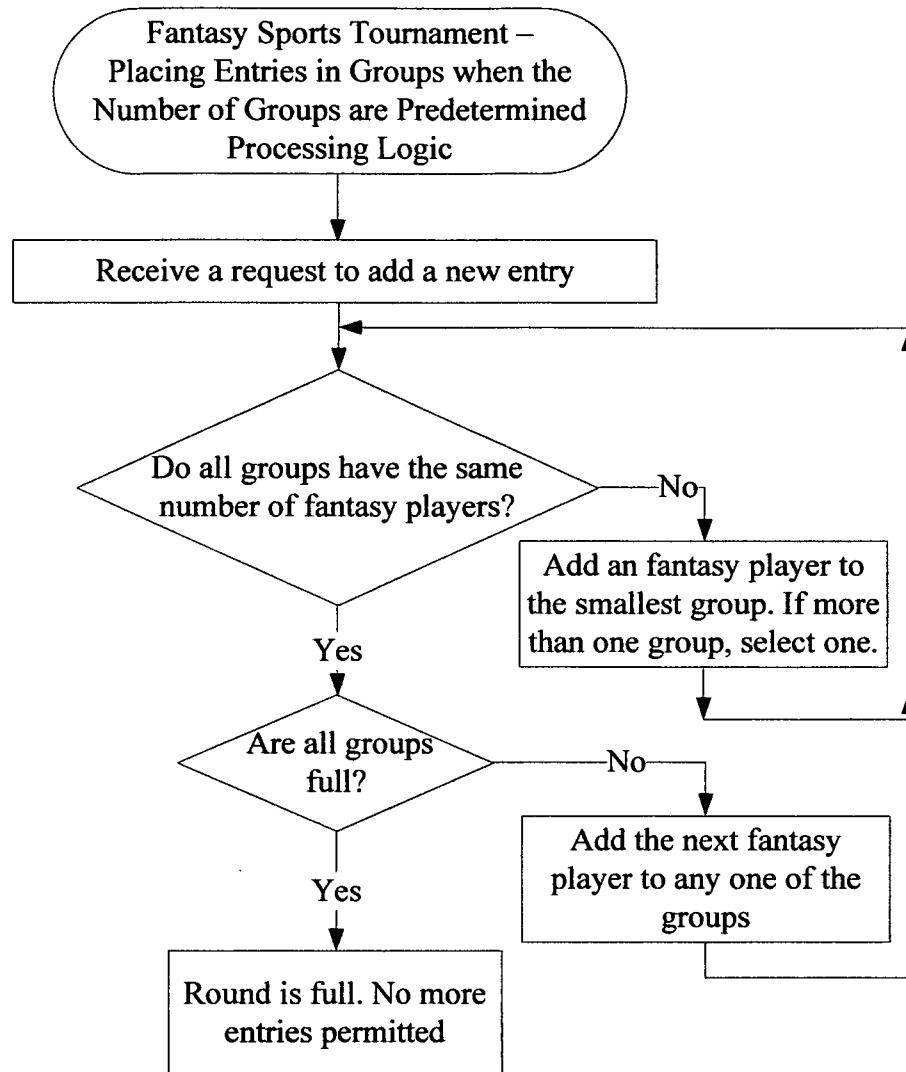 Fantasy Sports Tournament –
Placing Entries in Groups when the
Number of Groups are Predetermined
Processing Logic
Receive a request to add a new entry
Do all groups have the same
number of fantasy players?
No
Add an fantasy player to
the smallest group. If more
than one group, select one.
Yes
Are all groups
full?
No
Add the next fantasy
player to any one of the
groups
Yes
Round is full. No more
entries permitted